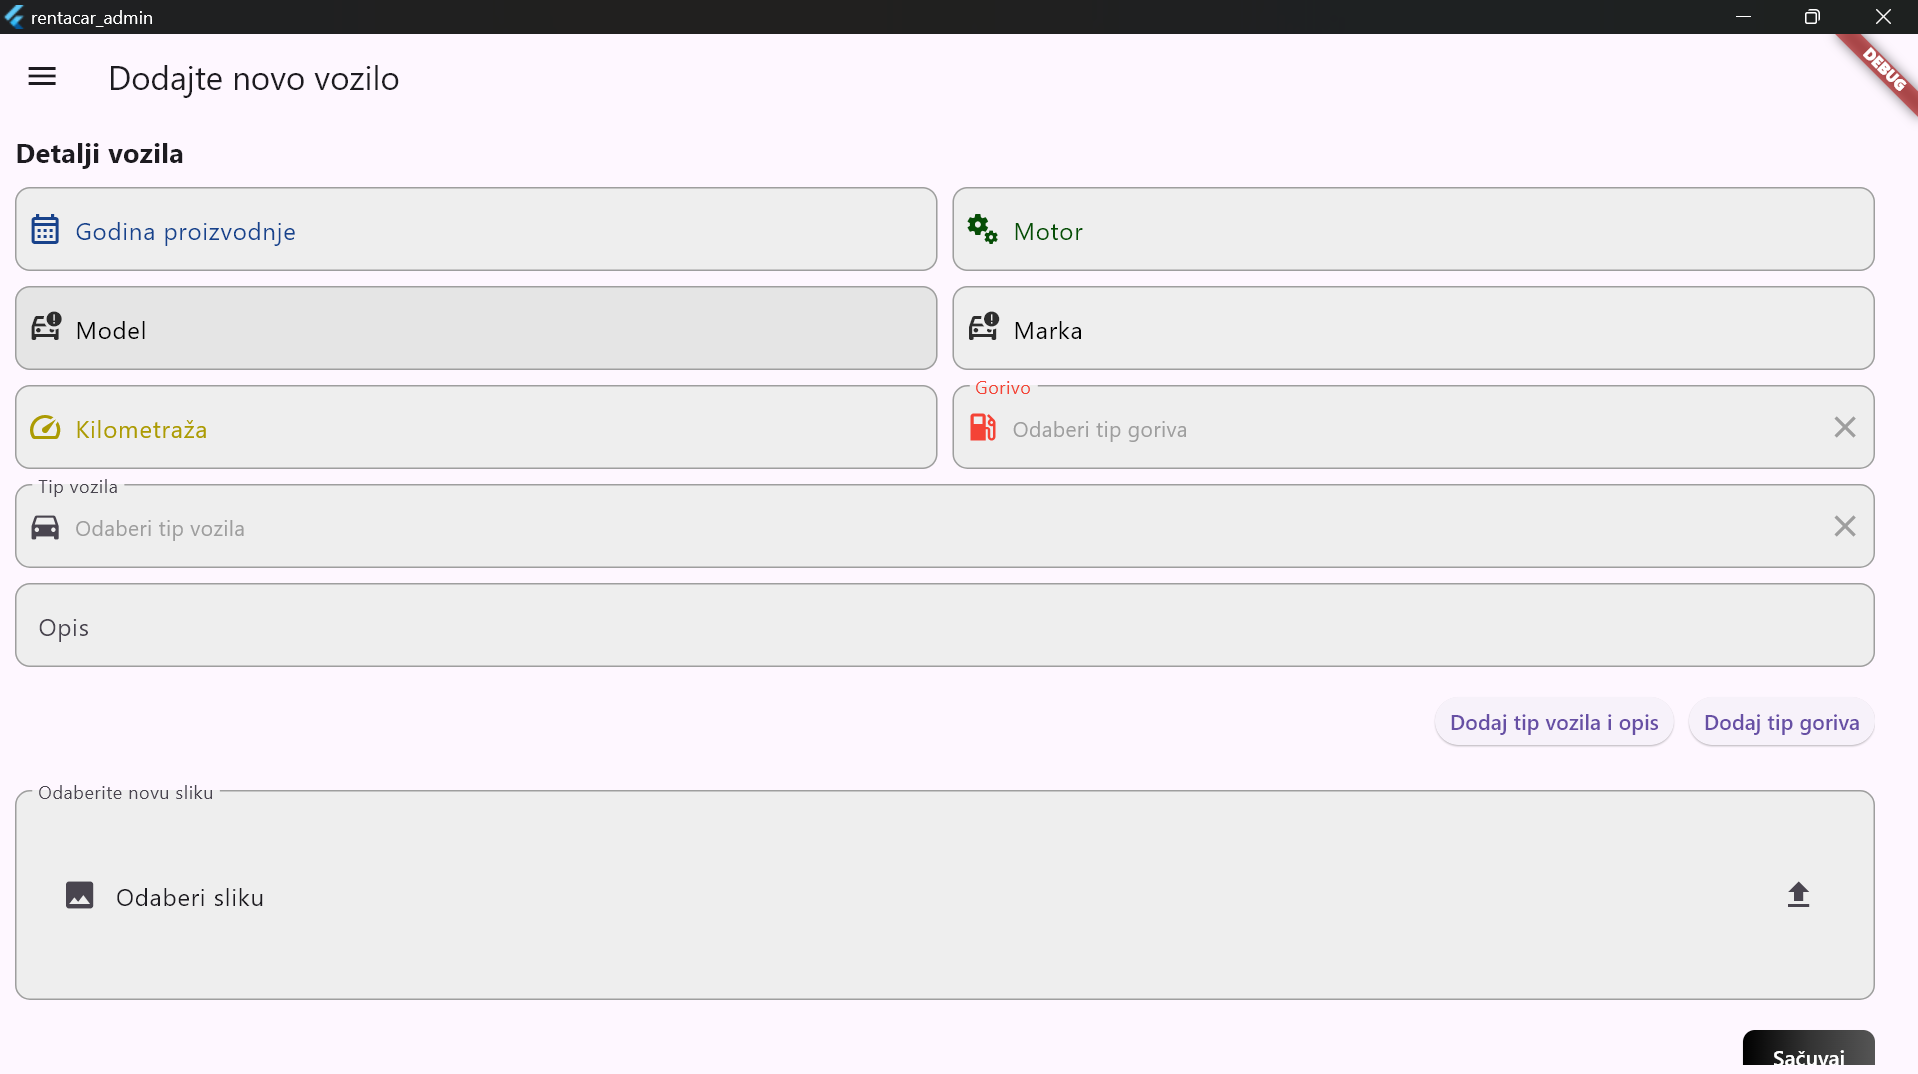 rentacar_admin
DEBUG
Dodajte novo vozilo
Detalji vozila
Godina proizvodnje
Motor
Model
Marka
Kilometraža
Gorivo
Odaberi tip goriva
Tip vozila
Odaberi tip vozila
Opis
Dodaj tip vozila i opis
Dodaj tip goriva
Odaberite novu sliku
Odaberi sliku
Sačuvaj